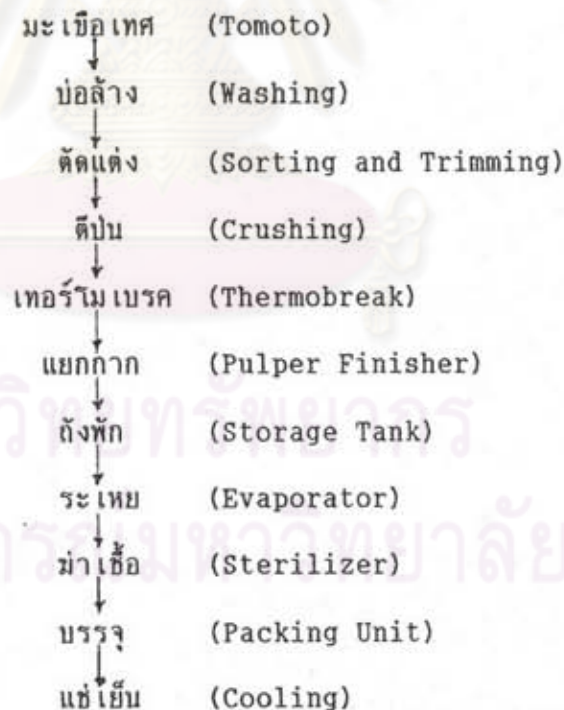 มะเขือเทศ (Tomoto)
บ่อล้าง (Washing)
ตัดแต่ง (Sorting and Trimming)
ตีป่น (Crushing)
เทอร์โมเบรค (Thermobreak)
แยกกาก (Pulper Finisher)
ถังพัก (Storage Tank)
ระเหย (Evaporator)
ฆ่าเชื้อ (Sterilizer)
บรรจุ (Packing Unit)
แช่เย็น (Cooling)